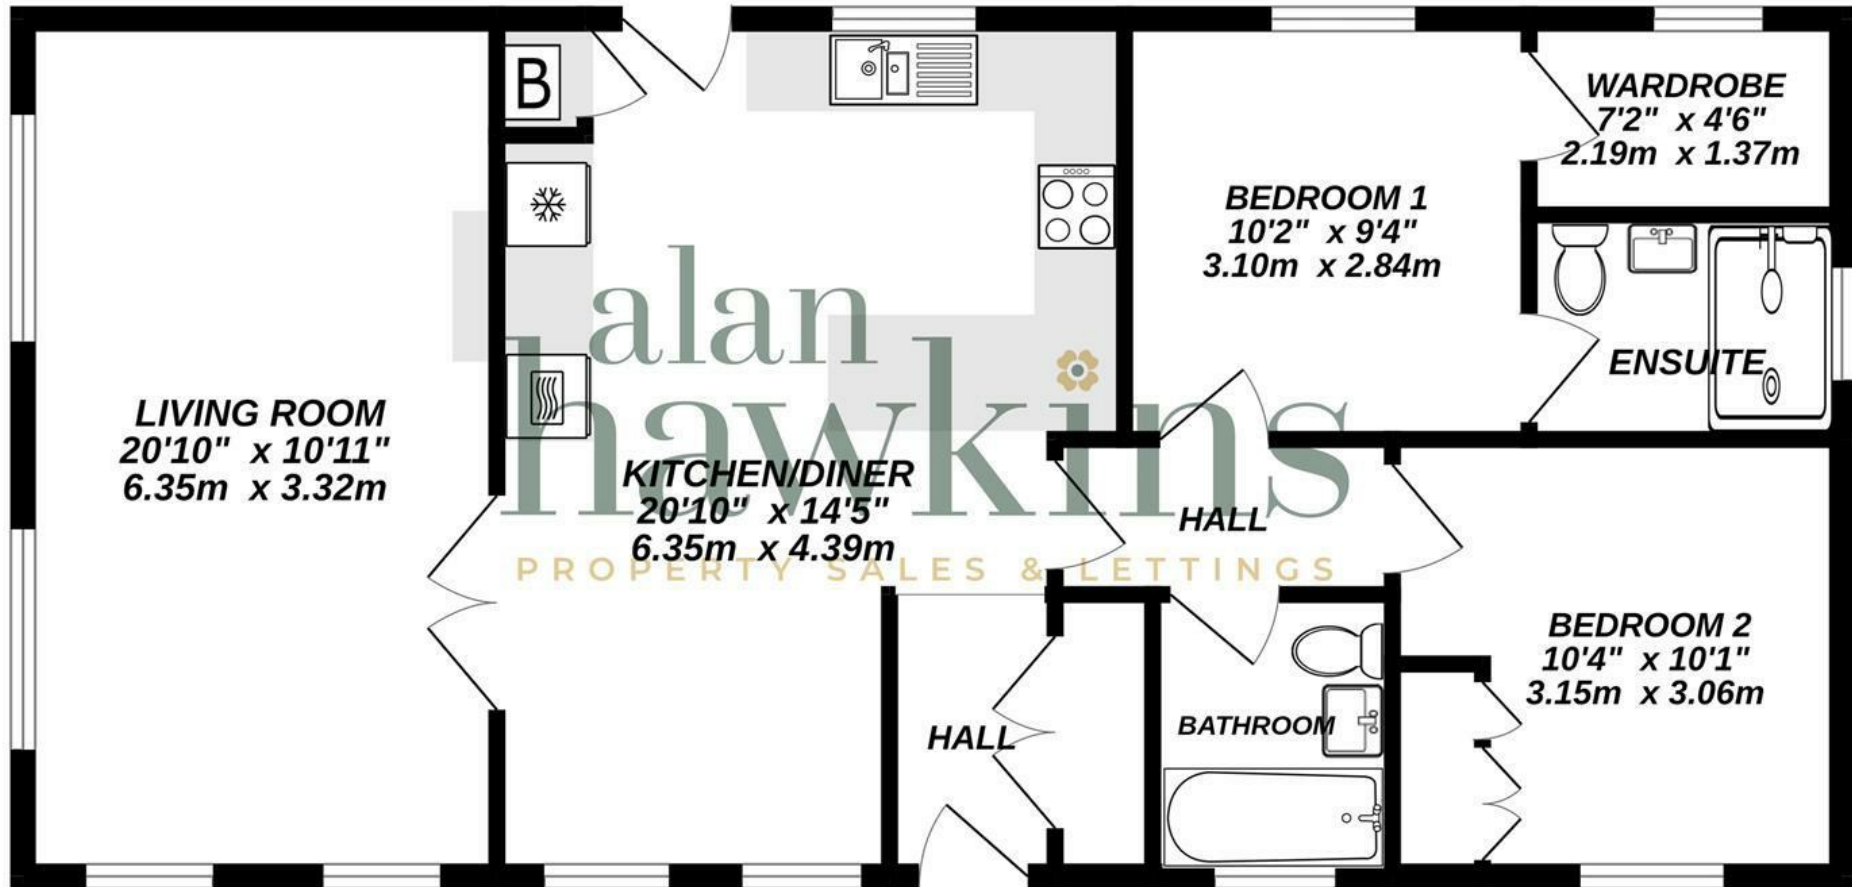 B
WARDROBE
7'2" x 4'6"
2.19m x 1.37m
BEDROOM 1
10'2" x 9'4"
3.10m x 2.84m
alan
hawkins
PROPERTY SALES & LETTINGS
ENSUITE
LIVING ROOM
20'10" x 10'11"
6.35m x 3.32m
KITCHEN/DINER
20'10" x 14'5"
6.35m x 4.39m
HALL
BEDROOM 2
10'4" x 10'1"
3.15m x 3.06m
HALL
BATHROOM